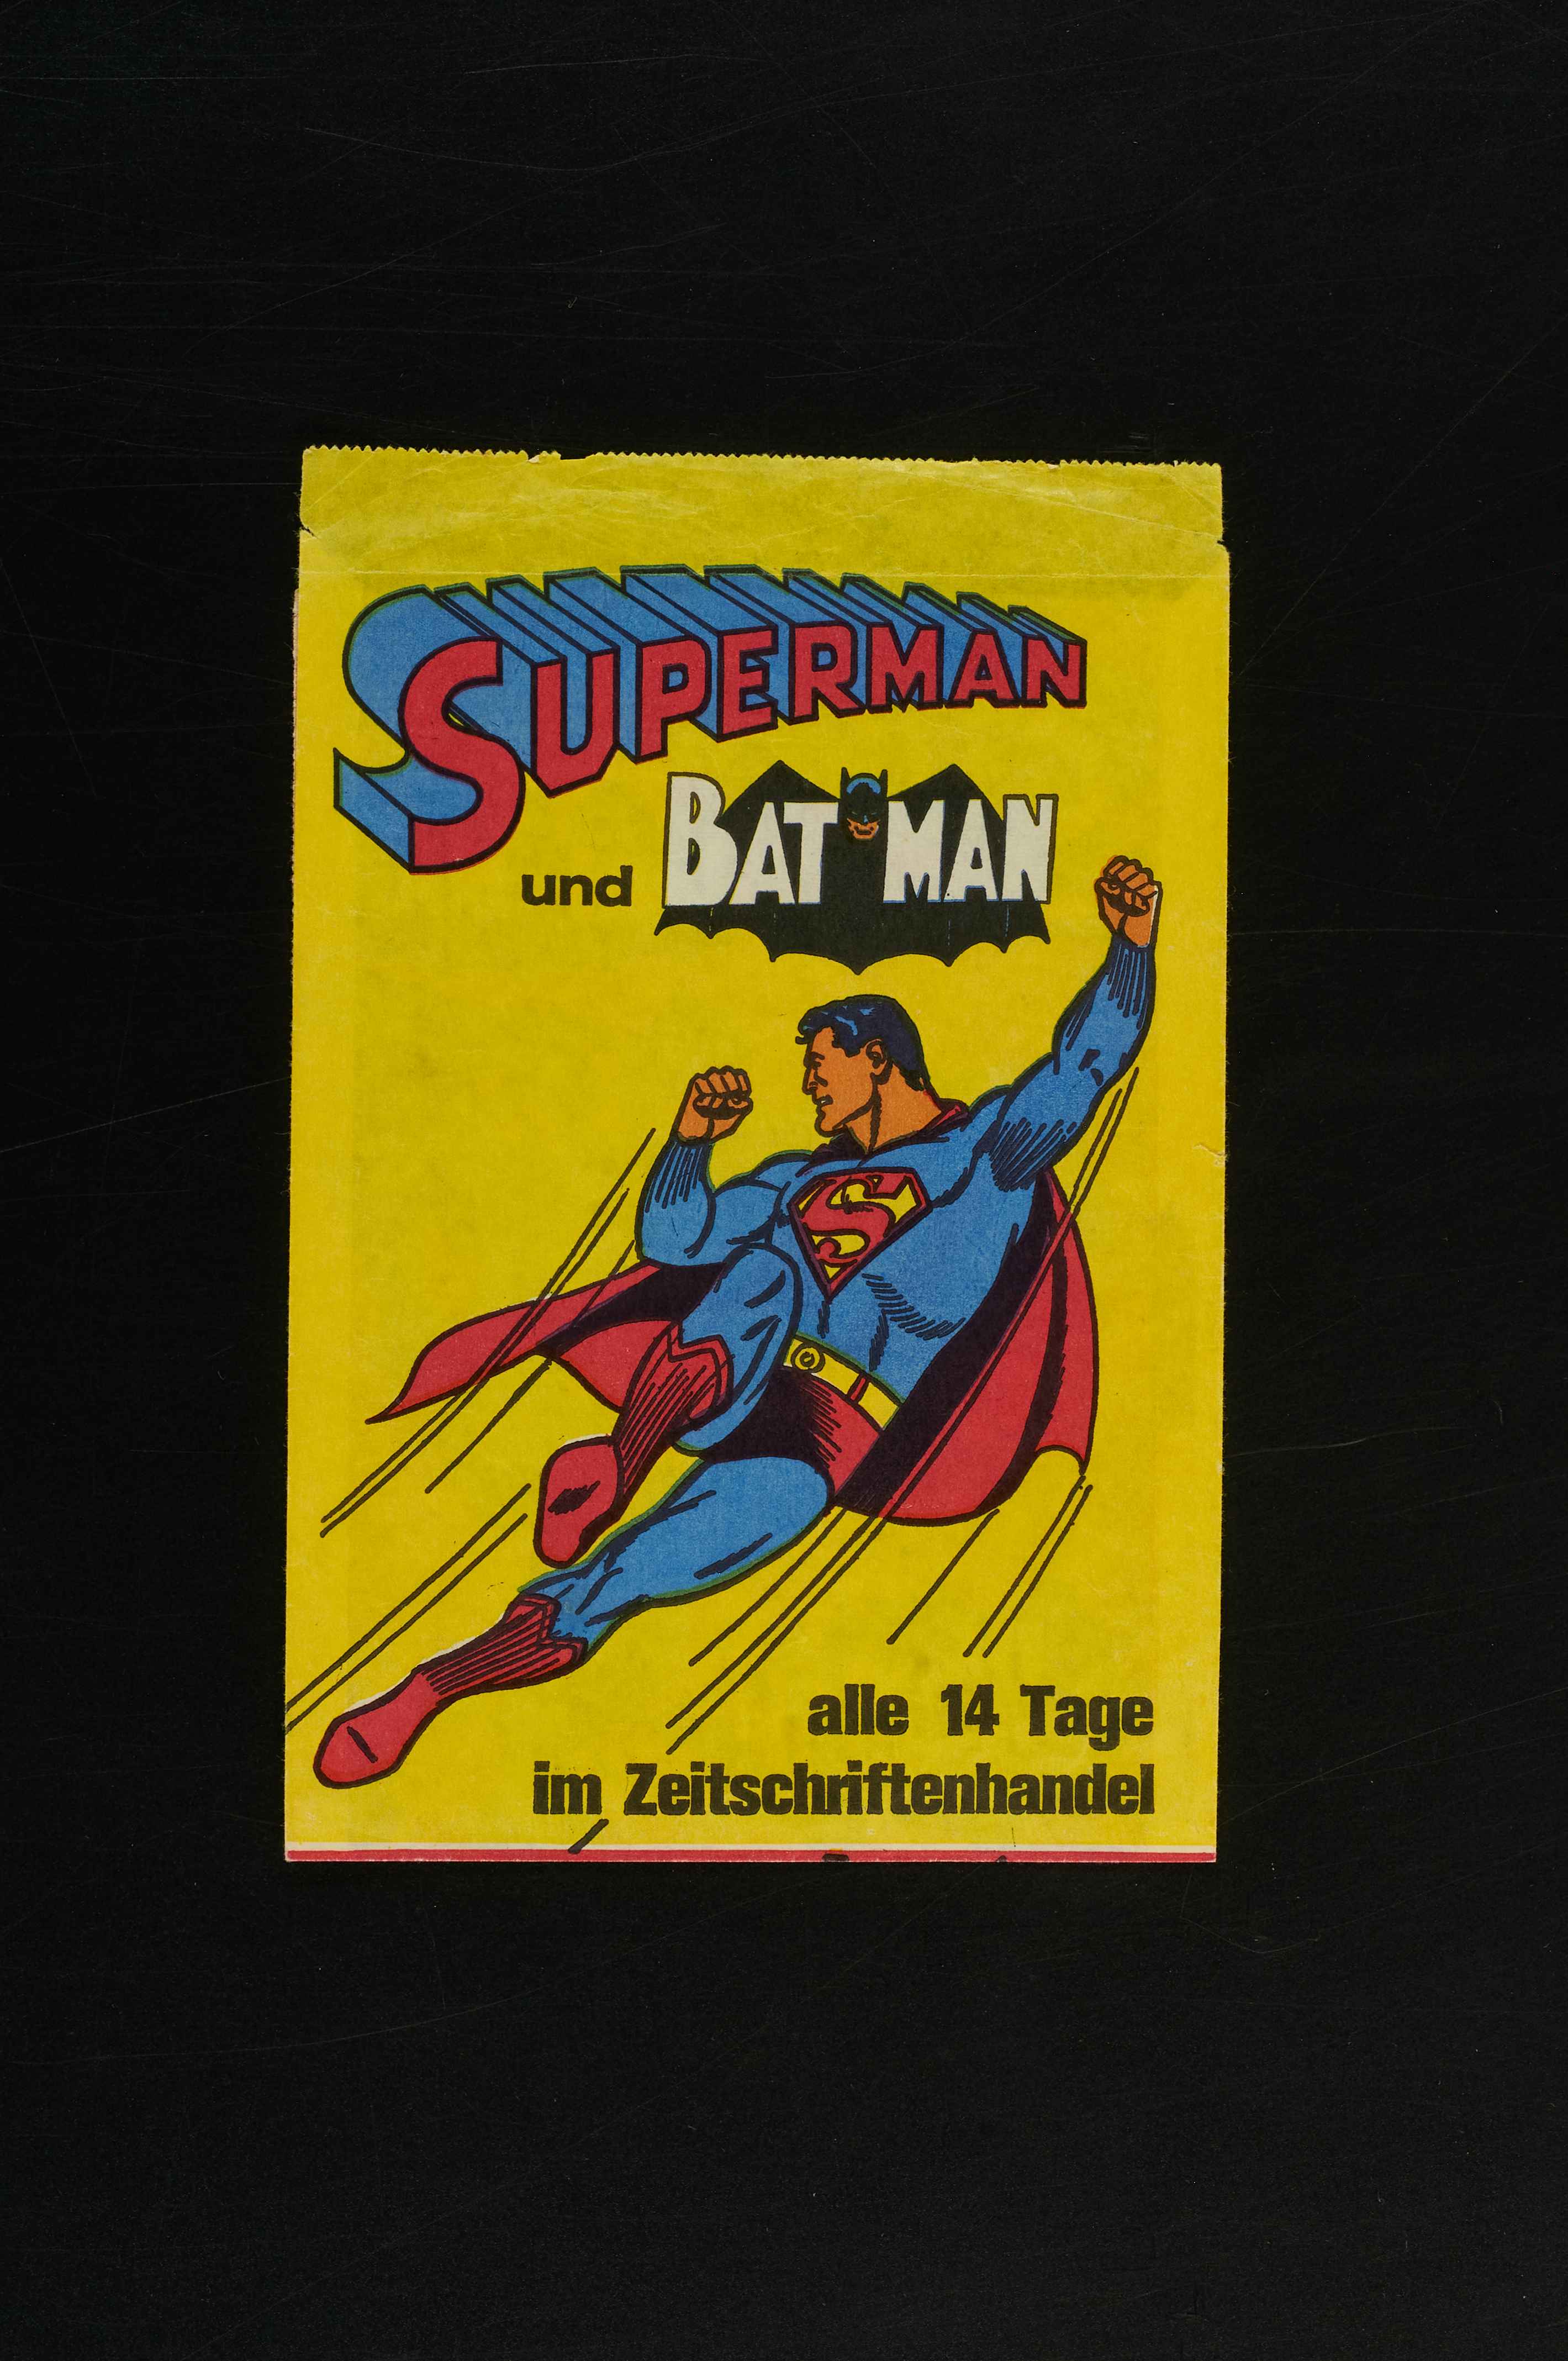 SUPERMAN
und BATMAN
S
alle 14 Tage
im Zeitschriftenhandel